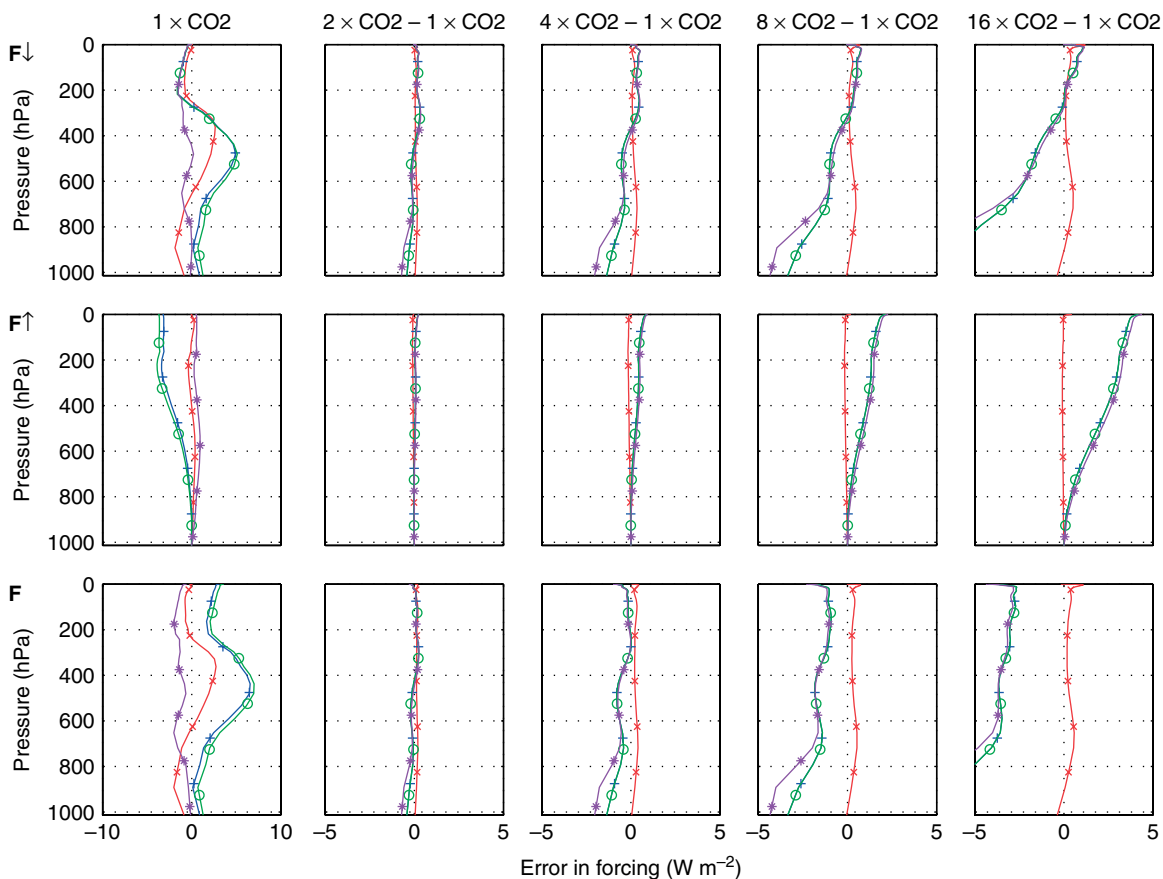 1 × CO2
2 × CO2 − 1 × CO2
4 × CO2 − 1 × CO2
8 × CO2 − 1 × CO2
16 × CO2 − 1 × CO2
F↓
Pressure (hPa)
0
200
400
600
800
1000
F↑
Pressure (hPa)
0
200
400
600
800
1000
F
Pressure (hPa)
0
200
400
600
800
1000
−10 0 10
−5 0 5
−5 0 5
−5 0 5
−5 0 5
Error in forcing (W m−2)